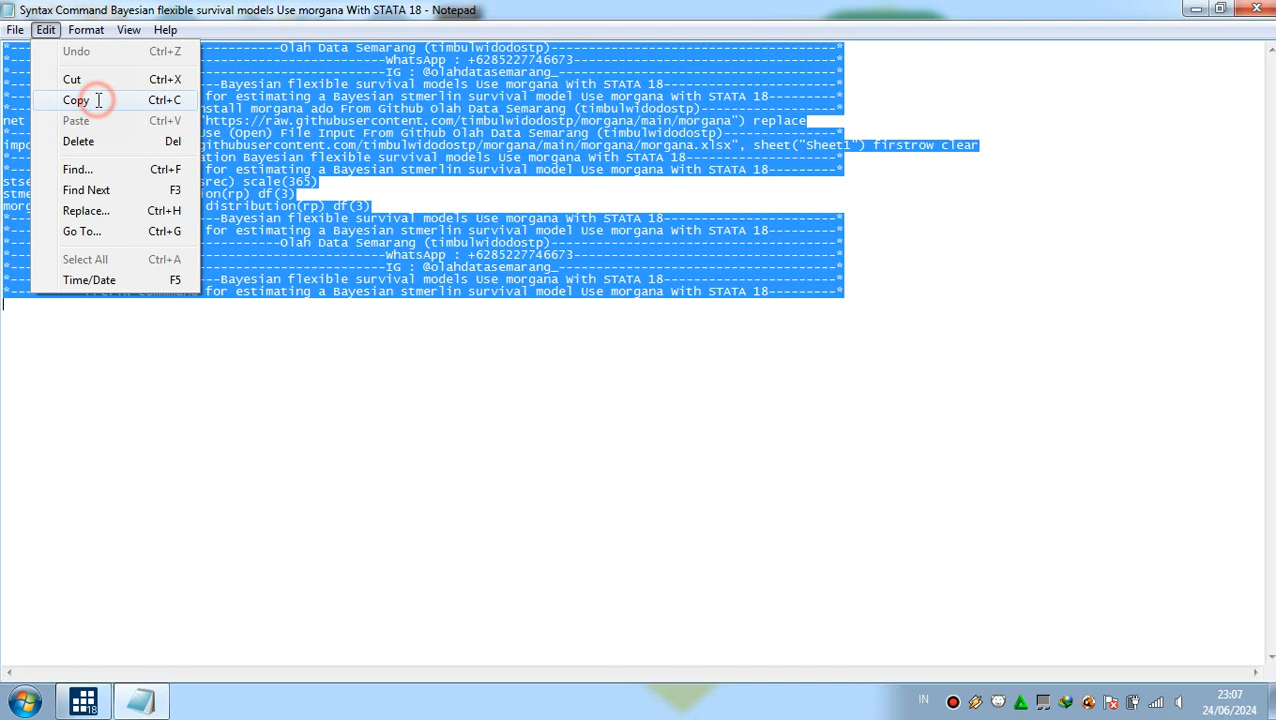 Syntax Command Bayesian flexible survival models Use morgana With STATA 18 - Notepad
File Edit Format View Help
Undo Ctrl+Z
Cut Ctrl+X
Copy Ctrl+C
Paste Ctrl+V
Delete Del
Find... Ctrl+F
Find Next F3
Replace... Ctrl+H
Go To... Ctrl+G
Select All Ctrl+A
Time/Date F5
Olah Data Semarang (timbulwidodostp)-------------------------------------*
WhatsApp : +6285227746673-----------------------------------*
IG : @olahdatasemarang_------------------------------------*
Bayesian flexible survival models Use morgana With STATA 18-----------------------*
for estimating a Bayesian stmerlin survival model Use morgana With STATA 18---------*
install morgana ado From Github Olah Data Semarang (timbulwidodostp)---------------*
net "https://raw.githubusercontent.com/timbulwidodostp/morgana/main/morgana") replace
Use (Open) File Input From Github Olah Data Semarang (timbulwidodostp)---------------*
githubusercontent.com/timbulwidodostp/morgana/main/morgana/morgana.xlsx", sheet("Sheet1") firstrow clear
Bayesian flexible survival models Use morgana With STATA 18--------------------*
for estimating a Bayesian stmerlin survival model Use morgana With STATA 18---------*
scale(365)
(rp) df(3)
distribution(rp) df(3)
Bayesian flexible survival models Use morgana With STATA 18-----------------------*
for estimating a Bayesian stmerlin survival model Use morgana With STATA 18---------*
Olah Data Semarang (timbulwidodostp)-------------------------------------*
WhatsApp : +6285227746673-----------------------------------*
IG : @olahdatasemarang_------------------------------------*
Bayesian flexible survival models Use morgana With STATA 18-----------------------*
for estimating a Bayesian stmerlin survival model Use morgana With STATA 18---------*
18
IN
23:07
24/06/2024